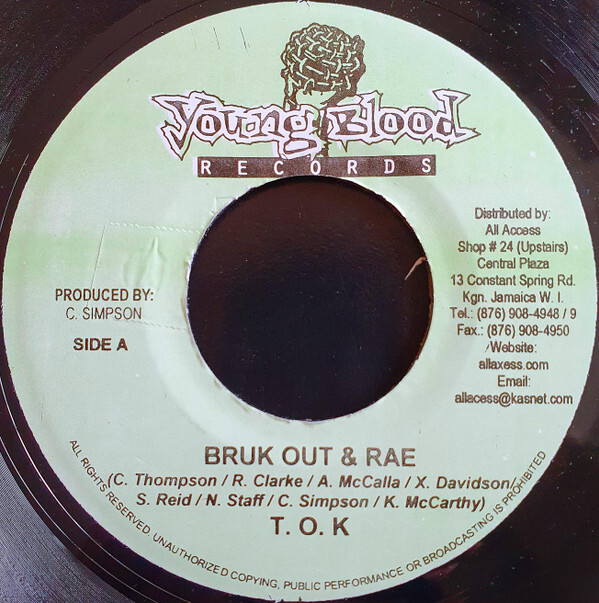 Young Blood
RECORDS
Distributed by:
All Access
Shop # 24 (Upstairs)
Central Plaza
13 Constant Spring Rd.
Kgn. Jamaica W. I.
Tel.: (876) 908-4948 / 9
Fax.: (876) 908-4950
Website:
allaxess.com
Email:
allacess@kasnet.com
PRODUCED BY:
C. SIMPSON
SIDE A
BRUK OUT & RAE
(C. Thompson / R. Clarke / A. McCalla / X. Davidson/
S. Reid / N. Staff / C. Simpson / K. McCarthy)
T. O. K
ALL RIGHTS RESERVED. UNAUTHORIZED COPYING, PUBLIC PERFORMANCE OR BROADCASTING IS PROHIBITED